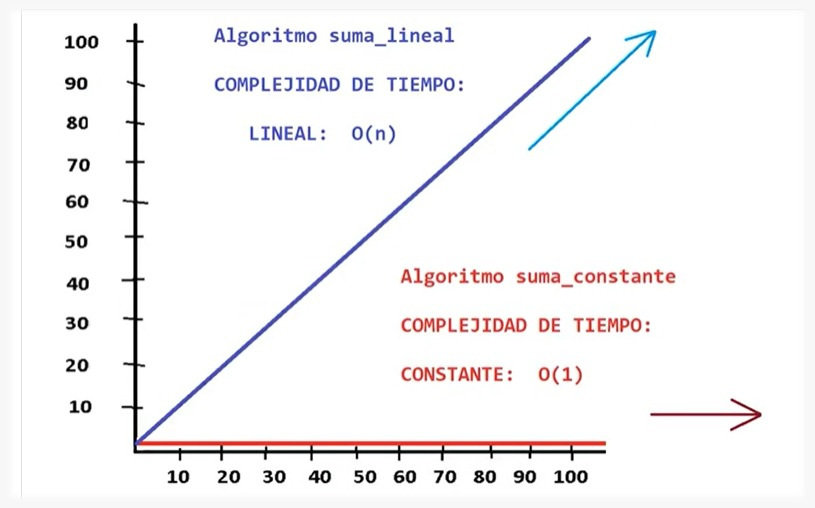 Algoritmo suma_lineal
COMPLEJIDAD DE TIEMPO:
LINEAL: O(n)
100
90
80
70
60
50
40
30
20
10
Algoritmo suma_constante
COMPLEJIDAD DE TIEMPO:
CONSTANTE: O(1)
10 20 30 40 50 60 70 80 90 100